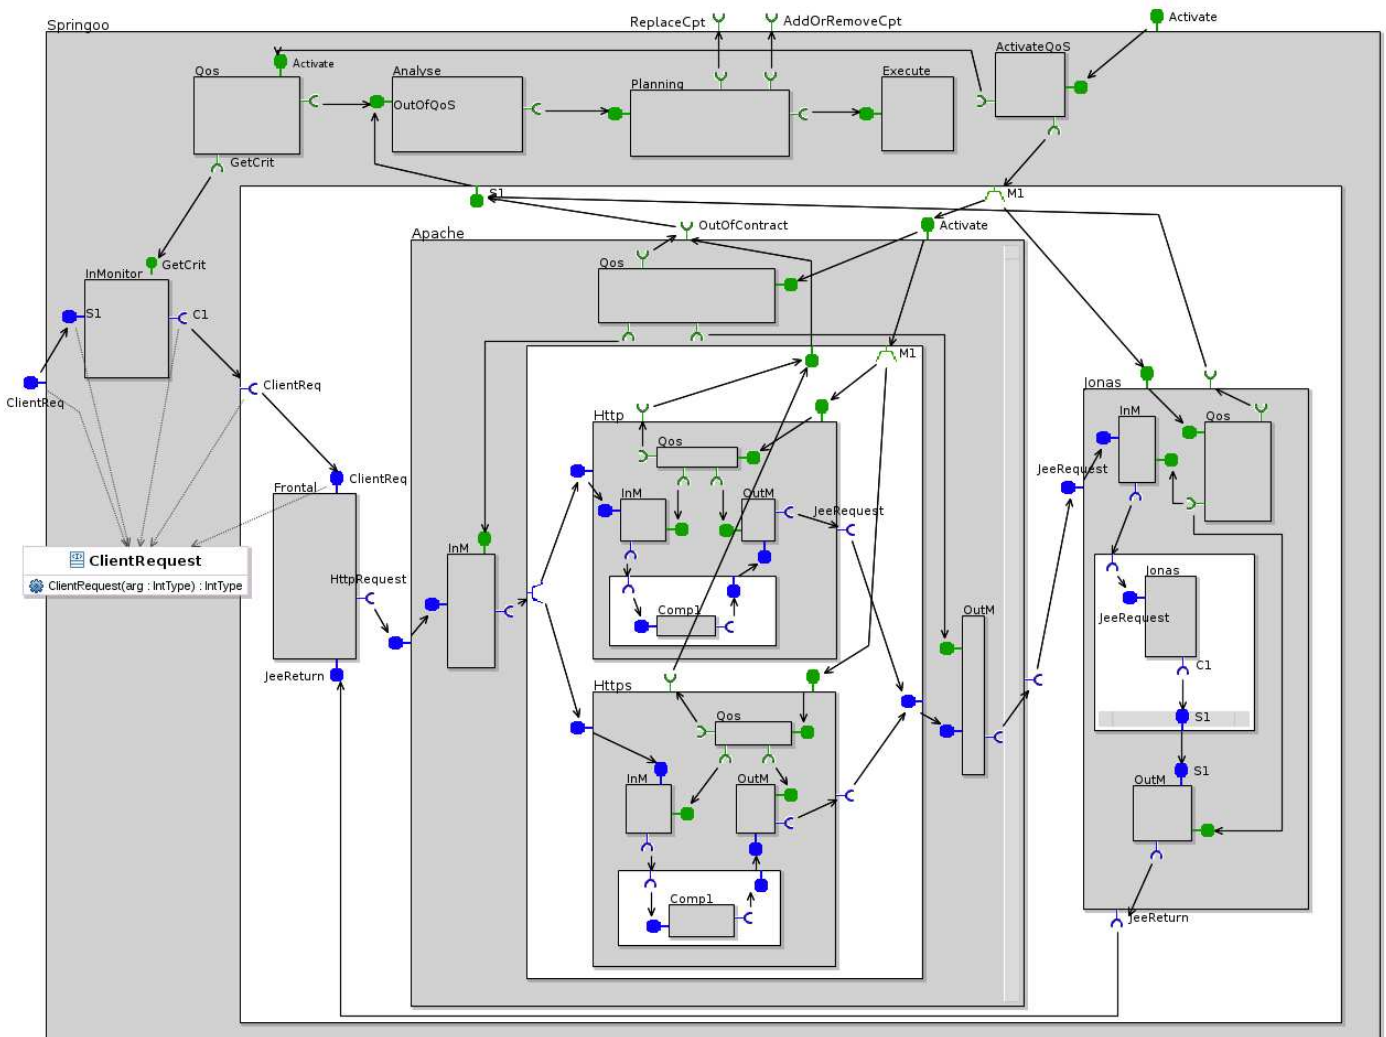 Springoo
ReplaceCpt
AddOrRemoveCpt
Activate
ActivateQoS
Qos
Activate
Analyse
OutOfQoS
Planning
Execute
GetCrit
S1
M1
OutOfContract
Activate
Apache
GetCrit
InMonitor
Qos
S1
C1
M1
ClientReq
ClientReq
Jonas
InM
Qos
Http
Qos
JeeRequest
ClientReq
Frontal
InM
OutM
JeeRequest
ClientRequest
ClientRequest(arg : IntType) : IntType
HttpRequest
InM
Comp1
OutM
Jonas
JeeRequest
JeeReturn
Https
C1
Qos
S1
InM
OutM
S1
OutM
Comp1
JeeReturn